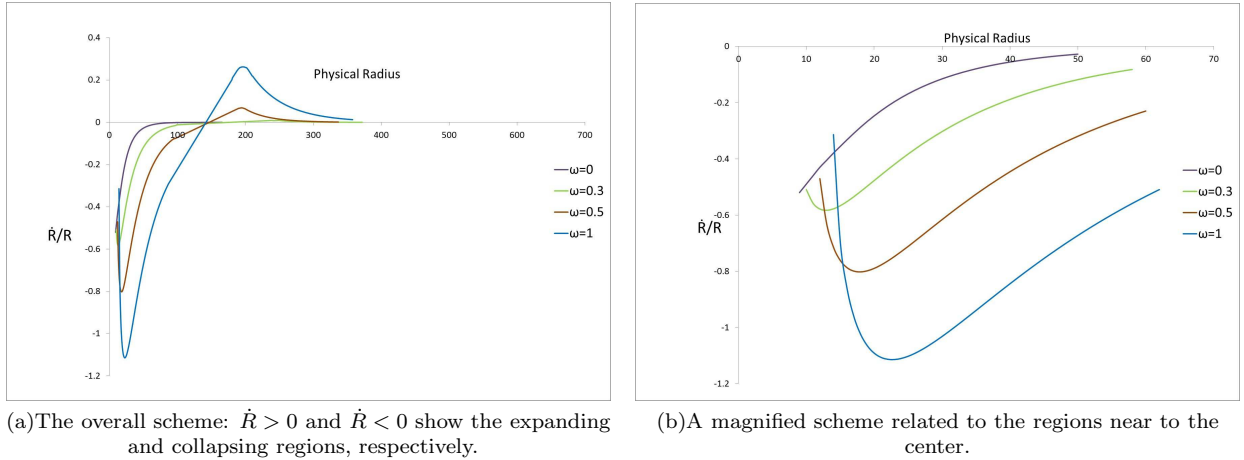 0.4
0.2
0
-0.2
-0.4
-0.6
-0.8
-1
-1.2
Ṙ/R
Physical Radius
0 100 200 300 400 500 600 700
ω=0
ω=0.3
ω=0.5
ω=1
(a)The overall scheme: Ṙ > 0 and Ṙ < 0 show the expanding
and collapsing regions, respectively.
Physical Radius
0 10 20 30 40 50 60 70
0
-0.2
-0.4
-0.6
-0.8
-1
-1.2
Ṙ/R
ω=0
ω=0.3
ω=0.5
ω=1
(b)A magnified scheme related to the regions near to the
center.